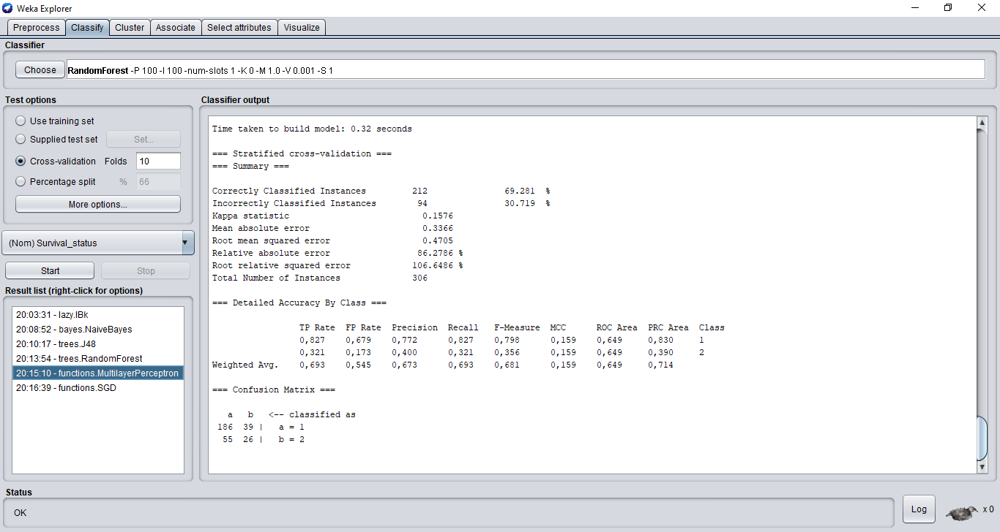 Weka Explorer
Preprocess Classify Cluster Associate Select attributes Visualize
Classifier
Choose RandomForest -P 100 -I 100 -num-slots 1 -K 0 -M 1.0 -V 0.001 -S 1
Test options
Use training set
Supplied test set Set...
Cross-validation Folds 10
Percentage split % 66
More options...
(Nom) Survival_status
Start Stop
Result list (right-click for options)
20:03:31 - lazy.IBk
20:08:52 - bayes.NaiveBayes
20:10:17 - trees.J48
20:13:54 - trees.RandomForest
20:15:10 - functions.MultilayerPerceptron
20:16:39 - functions.SGD
Classifier output
Time taken to build model: 0.32 seconds
=== Stratified cross-validation ===
=== Summary ===
Correctly Classified Instances 212 69.281 %
Incorrectly Classified Instances 94 30.719 %
Kappa statistic 0.1576
Mean absolute error 0.3366
Root mean squared error 0.4705
Relative absolute error 86.2786 %
Root relative squared error 106.6486 %
Total Number of Instances 306
=== Detailed Accuracy By Class ===
TP Rate FP Rate Precision Recall F-Measure MCC ROC Area PRC Area Class
0,827 0,679 0,772 0,827 0,798 0,159 0,649 0,830 1
0,321 0,173 0,400 0,321 0,356 0,159 0,649 0,390 2
Weighted Avg. 0,693 0,545 0,673 0,693 0,681 0,159 0,649 0,714
=== Confusion Matrix ===
a b <-- classified as
186 39 | a = 1
55 26 | b = 2
Status
OK
Log x 0